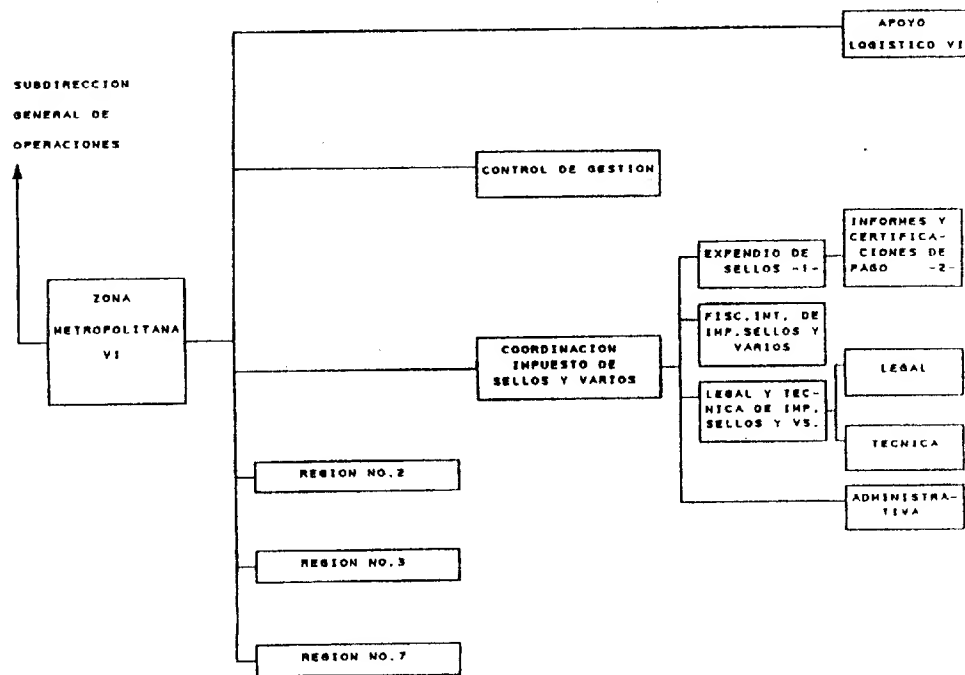 APOYO
LOGISTICO VI
SUBDIRECCION
GENERAL DE
OPERACIONES
CONTROL DE GESTION
INFORMES Y
CERTIFICA-
CIONES DE
PAGO -2-
EXPENDIO DE
SELLOS -1-
ZONA
METROPOLITANA
VI
FISC.INT. DE
IMP.SELLOS Y
VARIOS
COORDINACION
IMPUESTO DE
SELLOS Y VARIOS
LEGAL
LEGAL Y TEC-
NICA DE IMP.
SELLOS Y VS.
TECNICA
REGION NO.2
ADMINISTRA-
TIVA
REGION NO.3
REGION NO.7